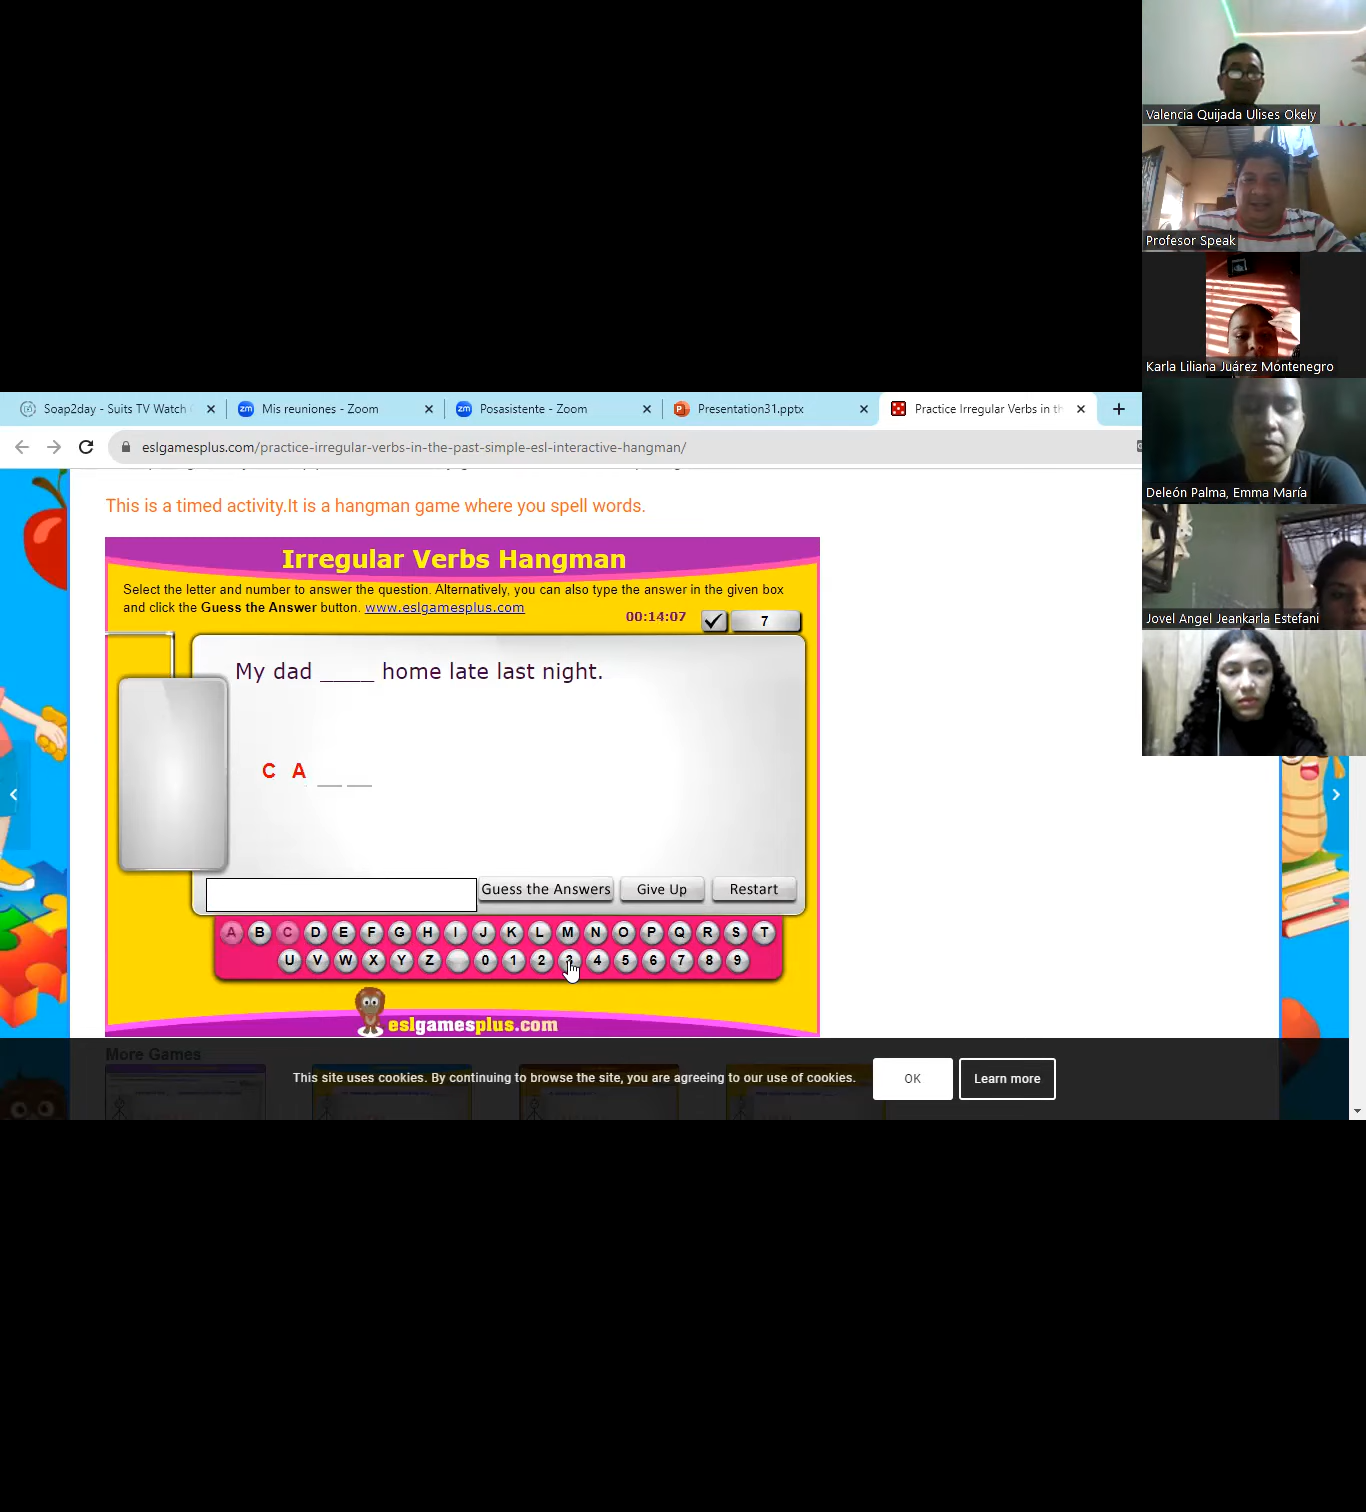 Valencia Quijada Ulises Okely
Profesor Speak
Karla Liliana Juárez Montenegro
Deleón Palma, Emma María
Jovel Angel Jeankarla Estefani
Soap2day - Suits TV Watch
Mis reuniones - Zoom
Posasistente - Zoom
Presentation31.pptx
Practice Irregular Verbs in th
eslgamesplus.com/practice-irregular-verbs-in-the-past-simple-esl-interactive-hangman/
This is a timed activity.It is a hangman game where you spell words.
Irregular Verbs Hangman
Select the letter and number to answer the question. Alternatively, you can also type the answer in the given box
and click the Guess the Answer button. www.eslgamesplus.com
00:14:07
7
My dad ____ home late last night.
C A __ __
Guess the Answers
Give Up
Restart
A B C D E F G H I J K L M N O P Q R S T
U V W X Y Z 0 1 2 3 4 5 6 7 8 9
eslgamesplus.com
More Games
This site uses cookies. By continuing to browse the site, you are agreeing to our use of cookies.
OK
Learn more